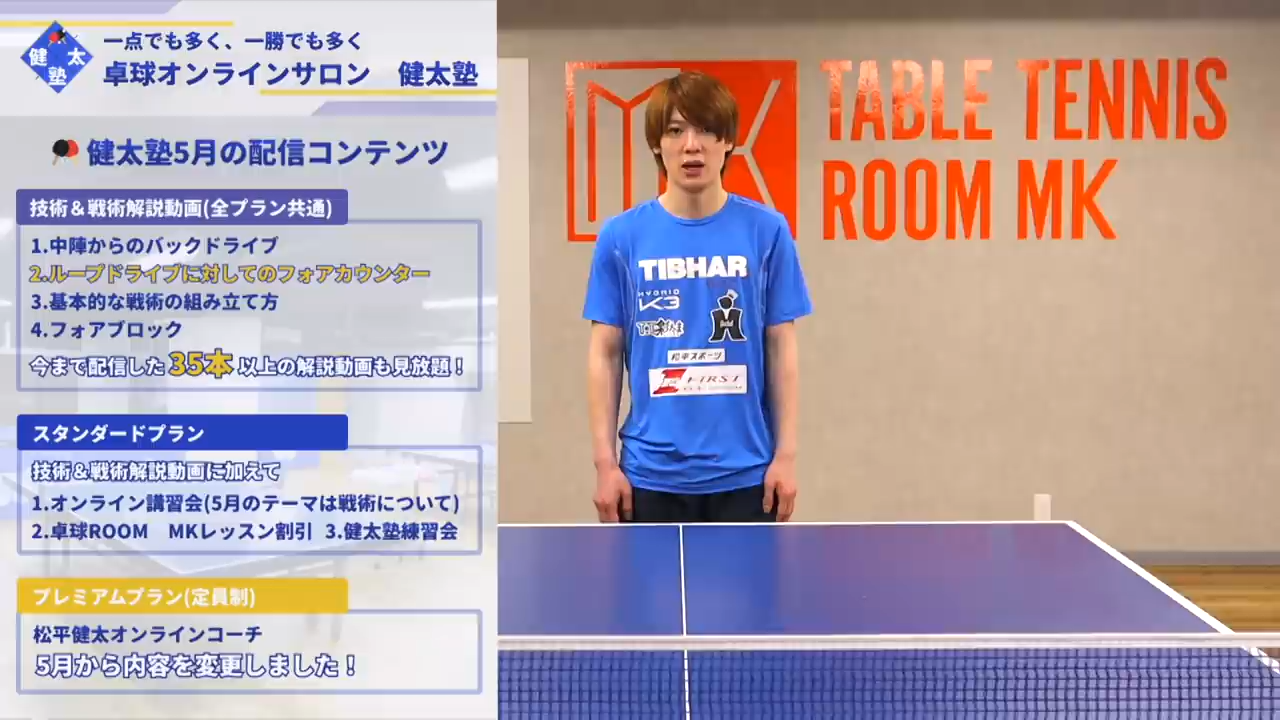 健太塾
一点でも多く、一勝でも多く
卓球オンラインサロン 健太塾
健太塾5月の配信コンテンツ
技術＆戦術解説動画(全プラン共通)
1.中陣からのバックドライブ
2.ループドライブに対してのフォアカウンター
3.基本的な戦術の組み立て方
4.フォアブロック
今まで配信した35本以上の解説動画も見放題！
スタンダードプラン
技術＆戦術解説動画に加えて
1.オンライン講習会(5月のテーマは戦術について)
2.卓球ROOM MKレッスン割引 3.健太塾練習会
プレミアムプラン(定員制)
松平健太オンラインコーチ
5月から内容を変更しました！
MK
TABLE TENNIS
ROOM MK
TIBHAR
HYBRID
K3
松中スポーツ
FIRST